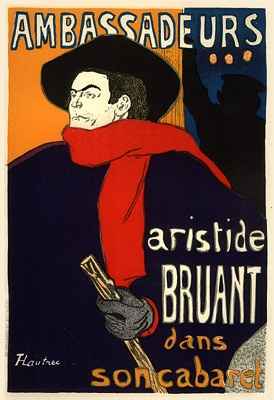 AMBASSADEURS
aristide
BRUANT
dans
son cabaret
T-Lautrec